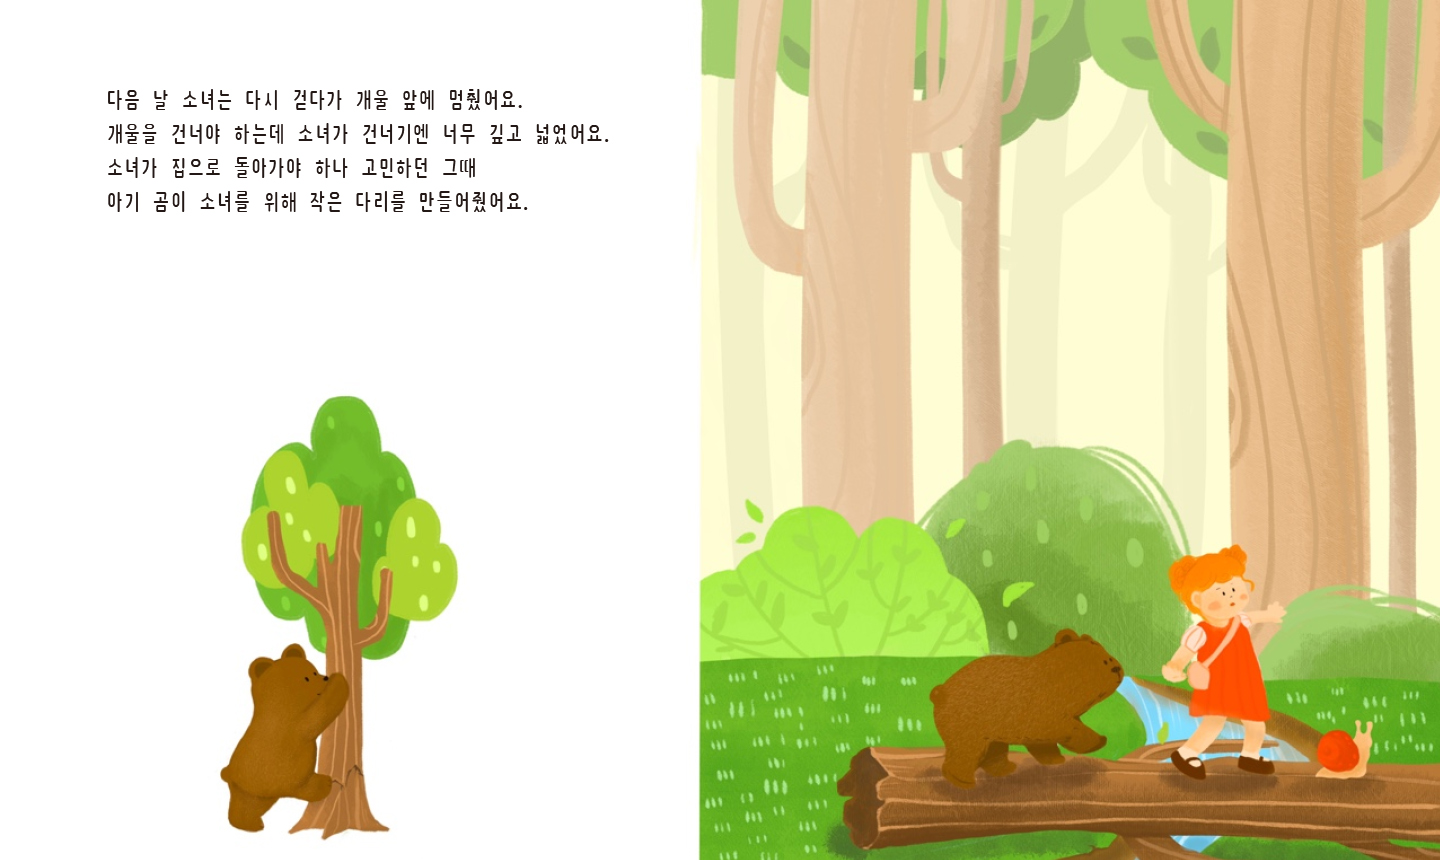 다음 날 소녀는 다시 걷다가 개울 앞에 멈췄어요.
개울을 건너야 하는데 소녀가 건너기엔 너무 깊고 넓었어요.
소녀가 집으로 돌아가야 하나 고민하던 그때
아기 곰이 소녀를 위해 작은 다리를 만들어줬어요.